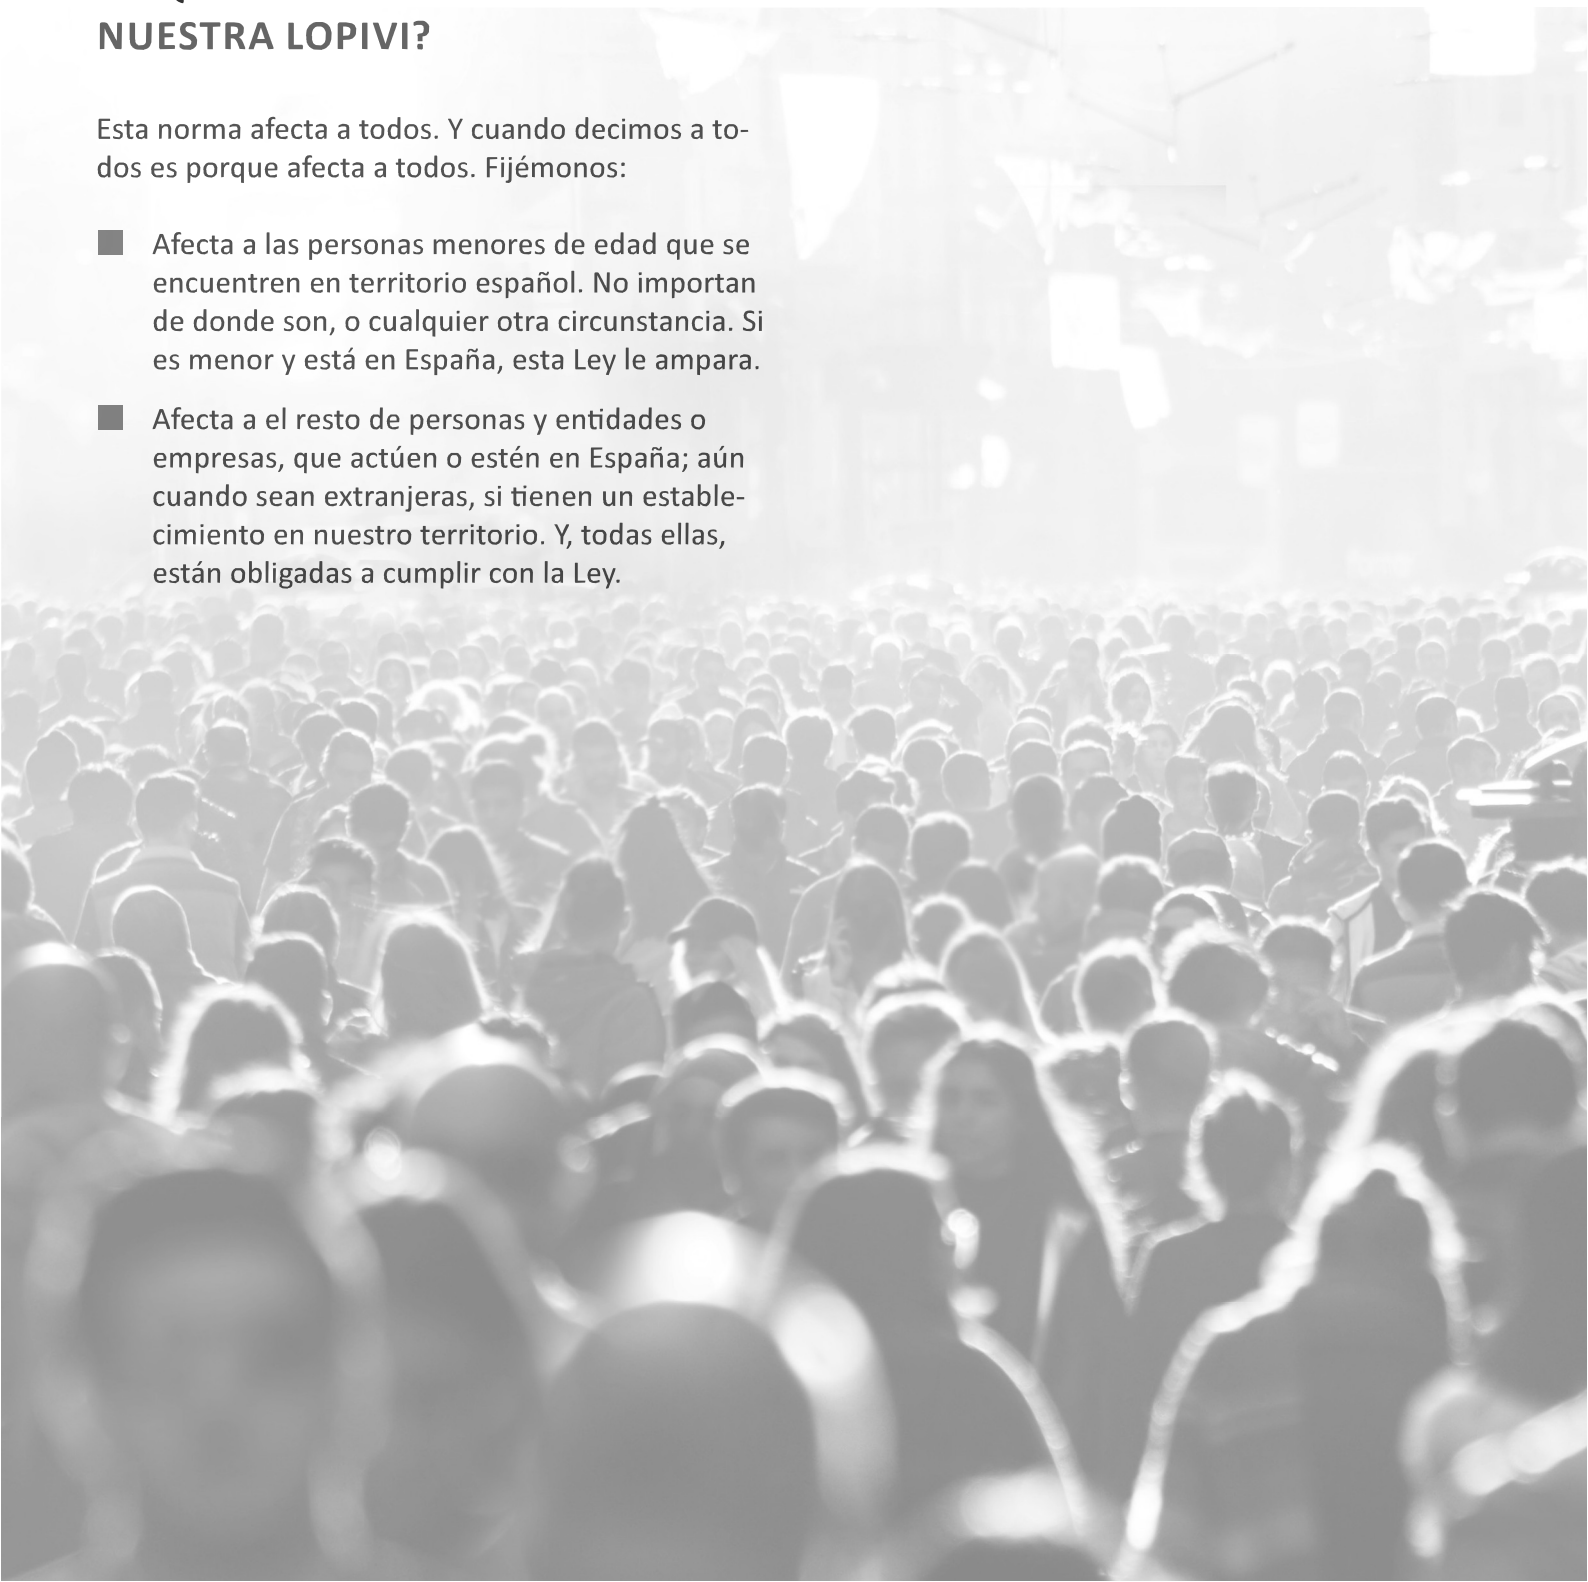 NUESTRA LOPIVI?
Esta norma afecta a todos. Y cuando decimos a to-
dos es porque afecta a todos. Fijémonos:
Afecta a las personas menores de edad que se
encuentren en territorio español. No importan
de donde son, o cualquier otra circunstancia. Si
es menor y está en España, esta Ley le ampara.
Afecta a el resto de personas y entidades o
empresas, que actúen o estén en España; aún
cuando sean extranjeras, si tienen un estable-
cimiento en nuestro territorio. Y, todas ellas,
están obligadas a cumplir con la Ley.